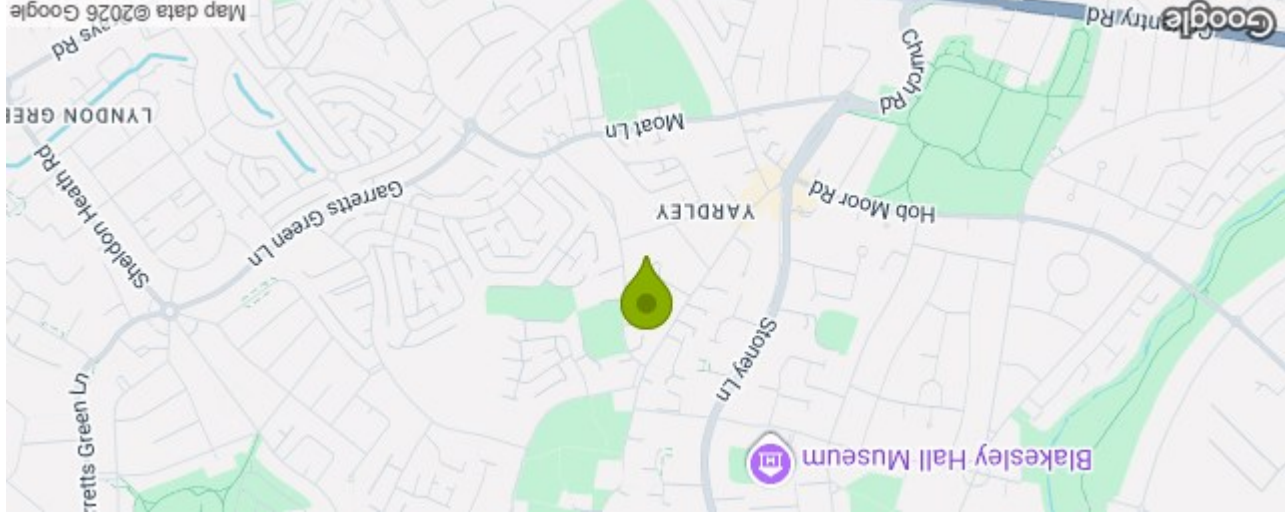 Blakesley Hall Museum
rretts Green Ln
Stoney Ln
Sheldon Heath Rd
Garretts Green Ln
YARDLEY
Hob Moor Rd
Moat Ln
LYNDON GREE
Church Rd
Rd
Google
Map data ©2026 Google